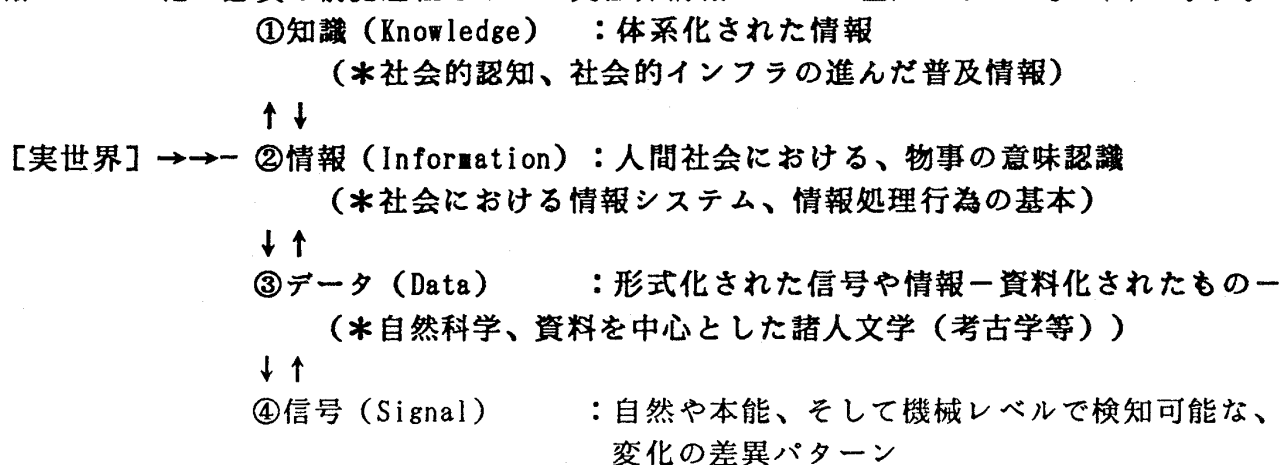 ①知識（Knowledge）　：体系化された情報
（＊社会的認知、社会的インフラの進んだ普及情報）
↑↓
［実世界］→→− ②情報（Information）：人間社会における、物事の意味認識
（＊社会における情報システム、情報処理行為の基本）
↓↑
③データ（Data）　：形式化された信号や情報−資料化されたもの−
（＊自然科学、資料を中心とした諸人文学（考古学等））
↓↑
④信号（Signal）　：自然や本能、そして機械レベルで検知可能な、
変化の差異パターン